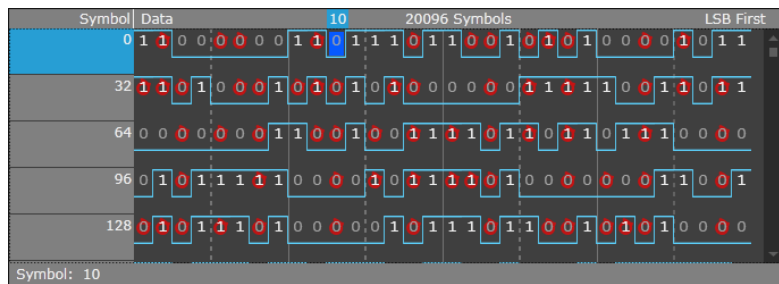 Symbol Data 10 20096 Symbols LSB First
0 1 1 0 0 0 0 0 0 1 1 0 1 1 1 0 1 1 0 0 1 0 1 0 1 0 0 0 0 1 0 1 1
32 1 1 0 1 0 0 0 1 0 1 0 1 0 1 0 0 0 0 0 0 1 1 1 1 1 0 0 1 1 0 1 1
64 0 0 0 0 0 0 0 1 1 0 0 1 0 0 1 1 1 1 0 1 1 0 1 1 0 1 1 1 0 0 0 0
96 0 1 0 1 1 1 1 1 0 0 0 0 1 0 1 1 1 1 0 1 0 0 0 0 0 0 0 1 1 0 0 1
128 0 1 0 1 1 1 0 1 0 0 0 0 0 1 0 1 1 1 0 1 1 0 0 1 0 1 0 1 0 0 0 0
Symbol: 10